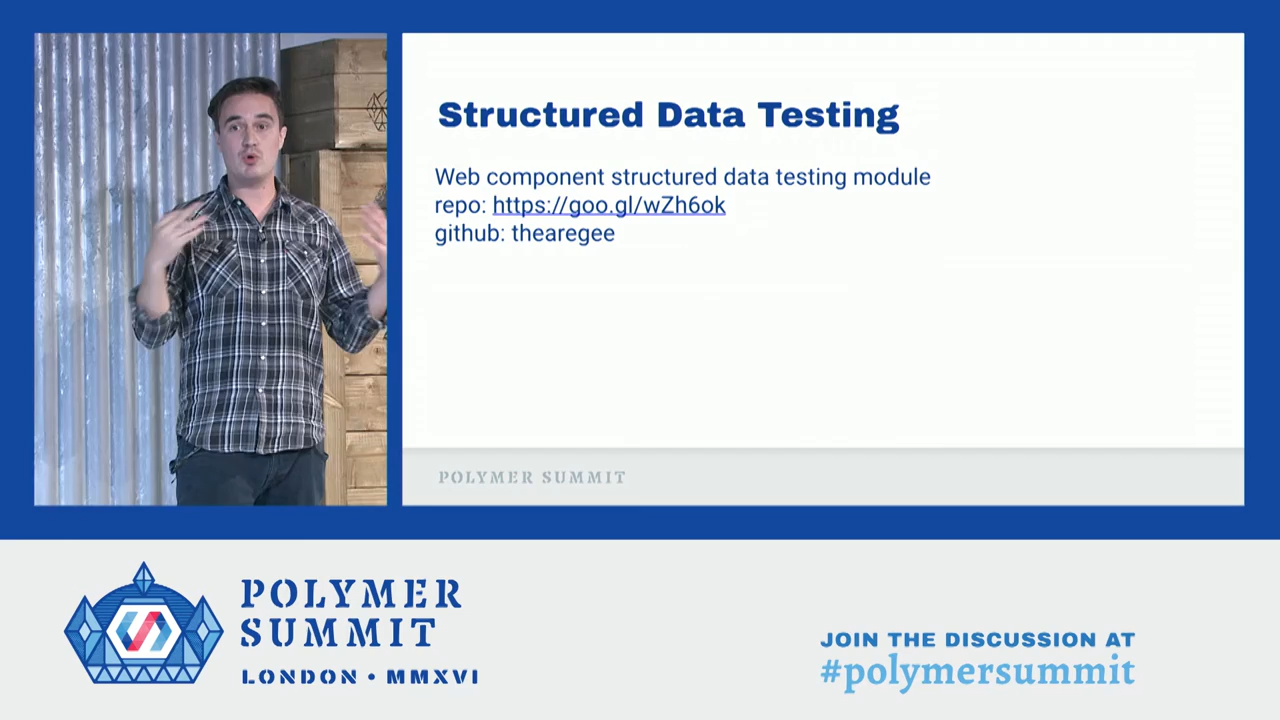 Structured Data Testing
Web component structured data testing module
repo: https://goo.gl/wZh6ok
github: thearegee
POLYMER SUMMIT
POLYMER
SUMMIT
LONDON • MMXVI
JOIN THE DISCUSSION AT
#polymersummit